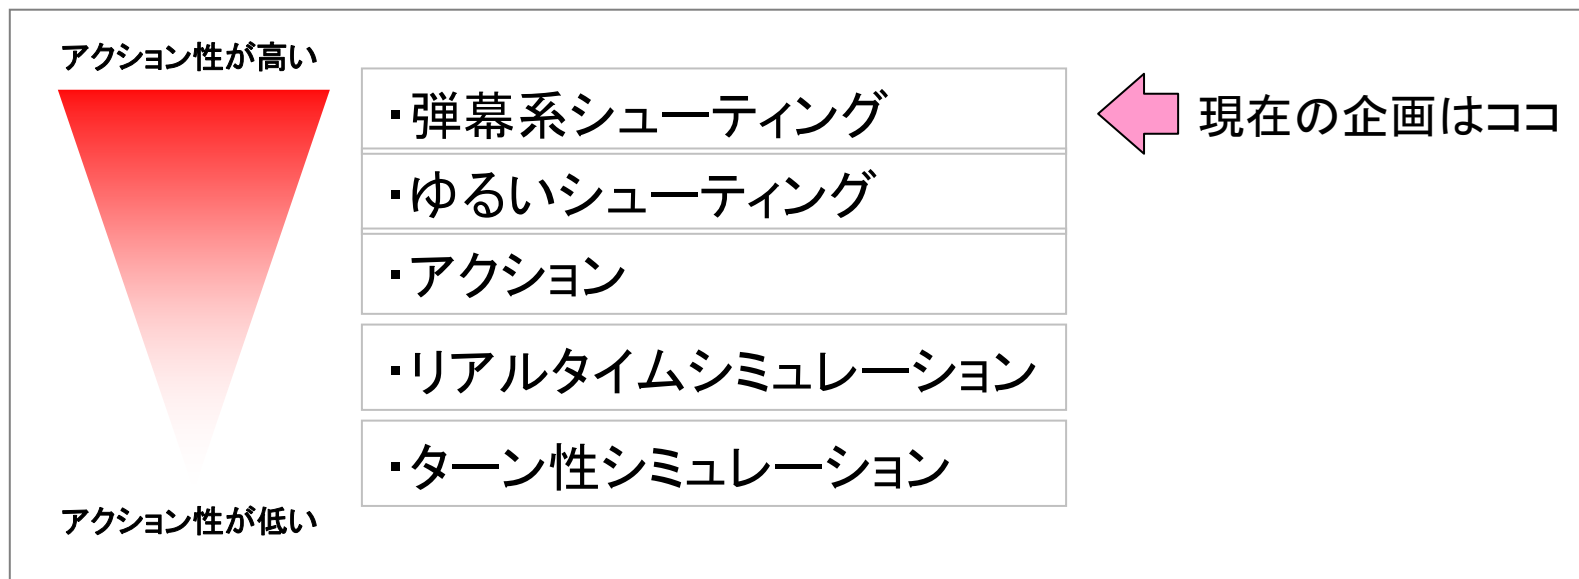 アクション性が高い
・弾幕系シューティング
現在の企画はココ
・ゆるいシューティング
・アクション
・リアルタイムシミュレーション
・ターン性シミュレーション
アクション性が低い